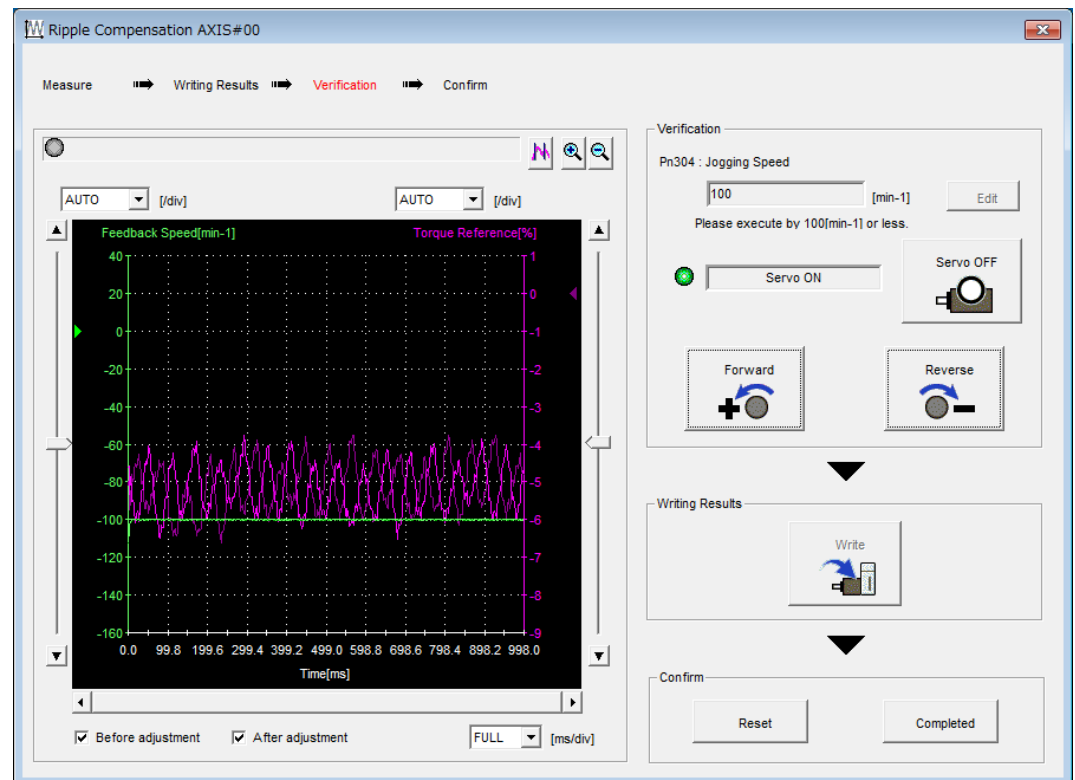 Ripple Compensation AXIS#00
Measure Writing Results Verification Confirm
AUTO [/div] AUTO [/div]
Feedback Speed[min-1] Torque Reference[%]
40 1
20 0
0 -1
-20 -2
-40 -3
-60 -4
-80 -5
-100 -6
-120 -7
-140 -8
-160 -9
0.0 99.8 199.6 299.4 399.2 499.0 598.8 698.6 798.4 898.2 998.0
Time[ms]
Before adjustment After adjustment FULL [ms/div]
Verification
Pn304 : Jogging Speed
100 [min-1] Edit
Please execute by 100[min-1] or less.
Servo ON
Servo OFF
Forward
Reverse
Writing Results
Write
Confirm
Reset
Completed